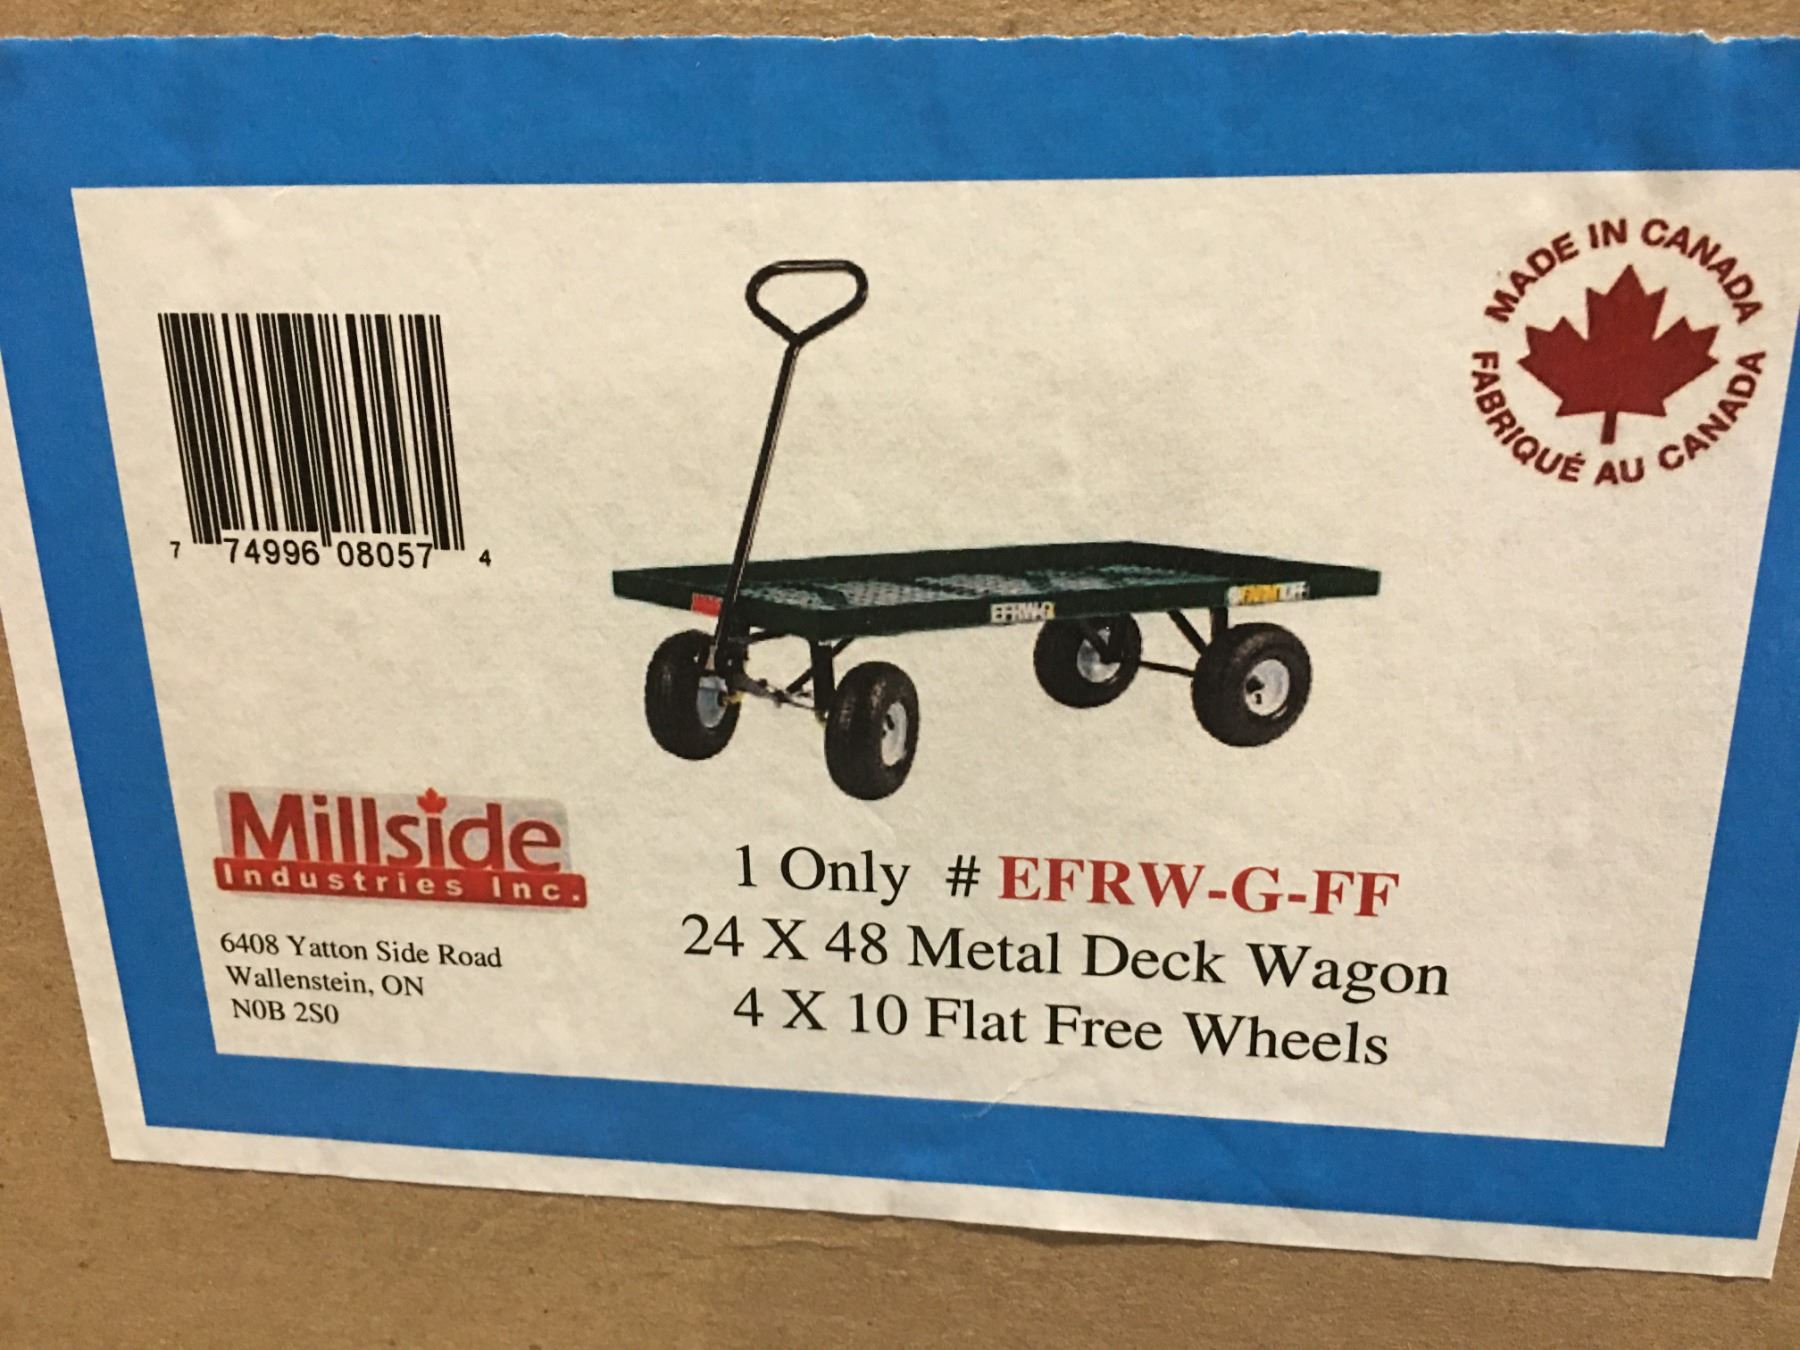 MADE IN CANADA
FABRIQUÉ AU CANADA
7 74996 08057 4
EFRW-G
Millside
Industries Inc.
6408 Yatton Side Road
Wallenstein, ON
N0B 2S0
1 Only # EFRW-G-FF
24 X 48 Metal Deck Wagon
4 X 10 Flat Free Wheels